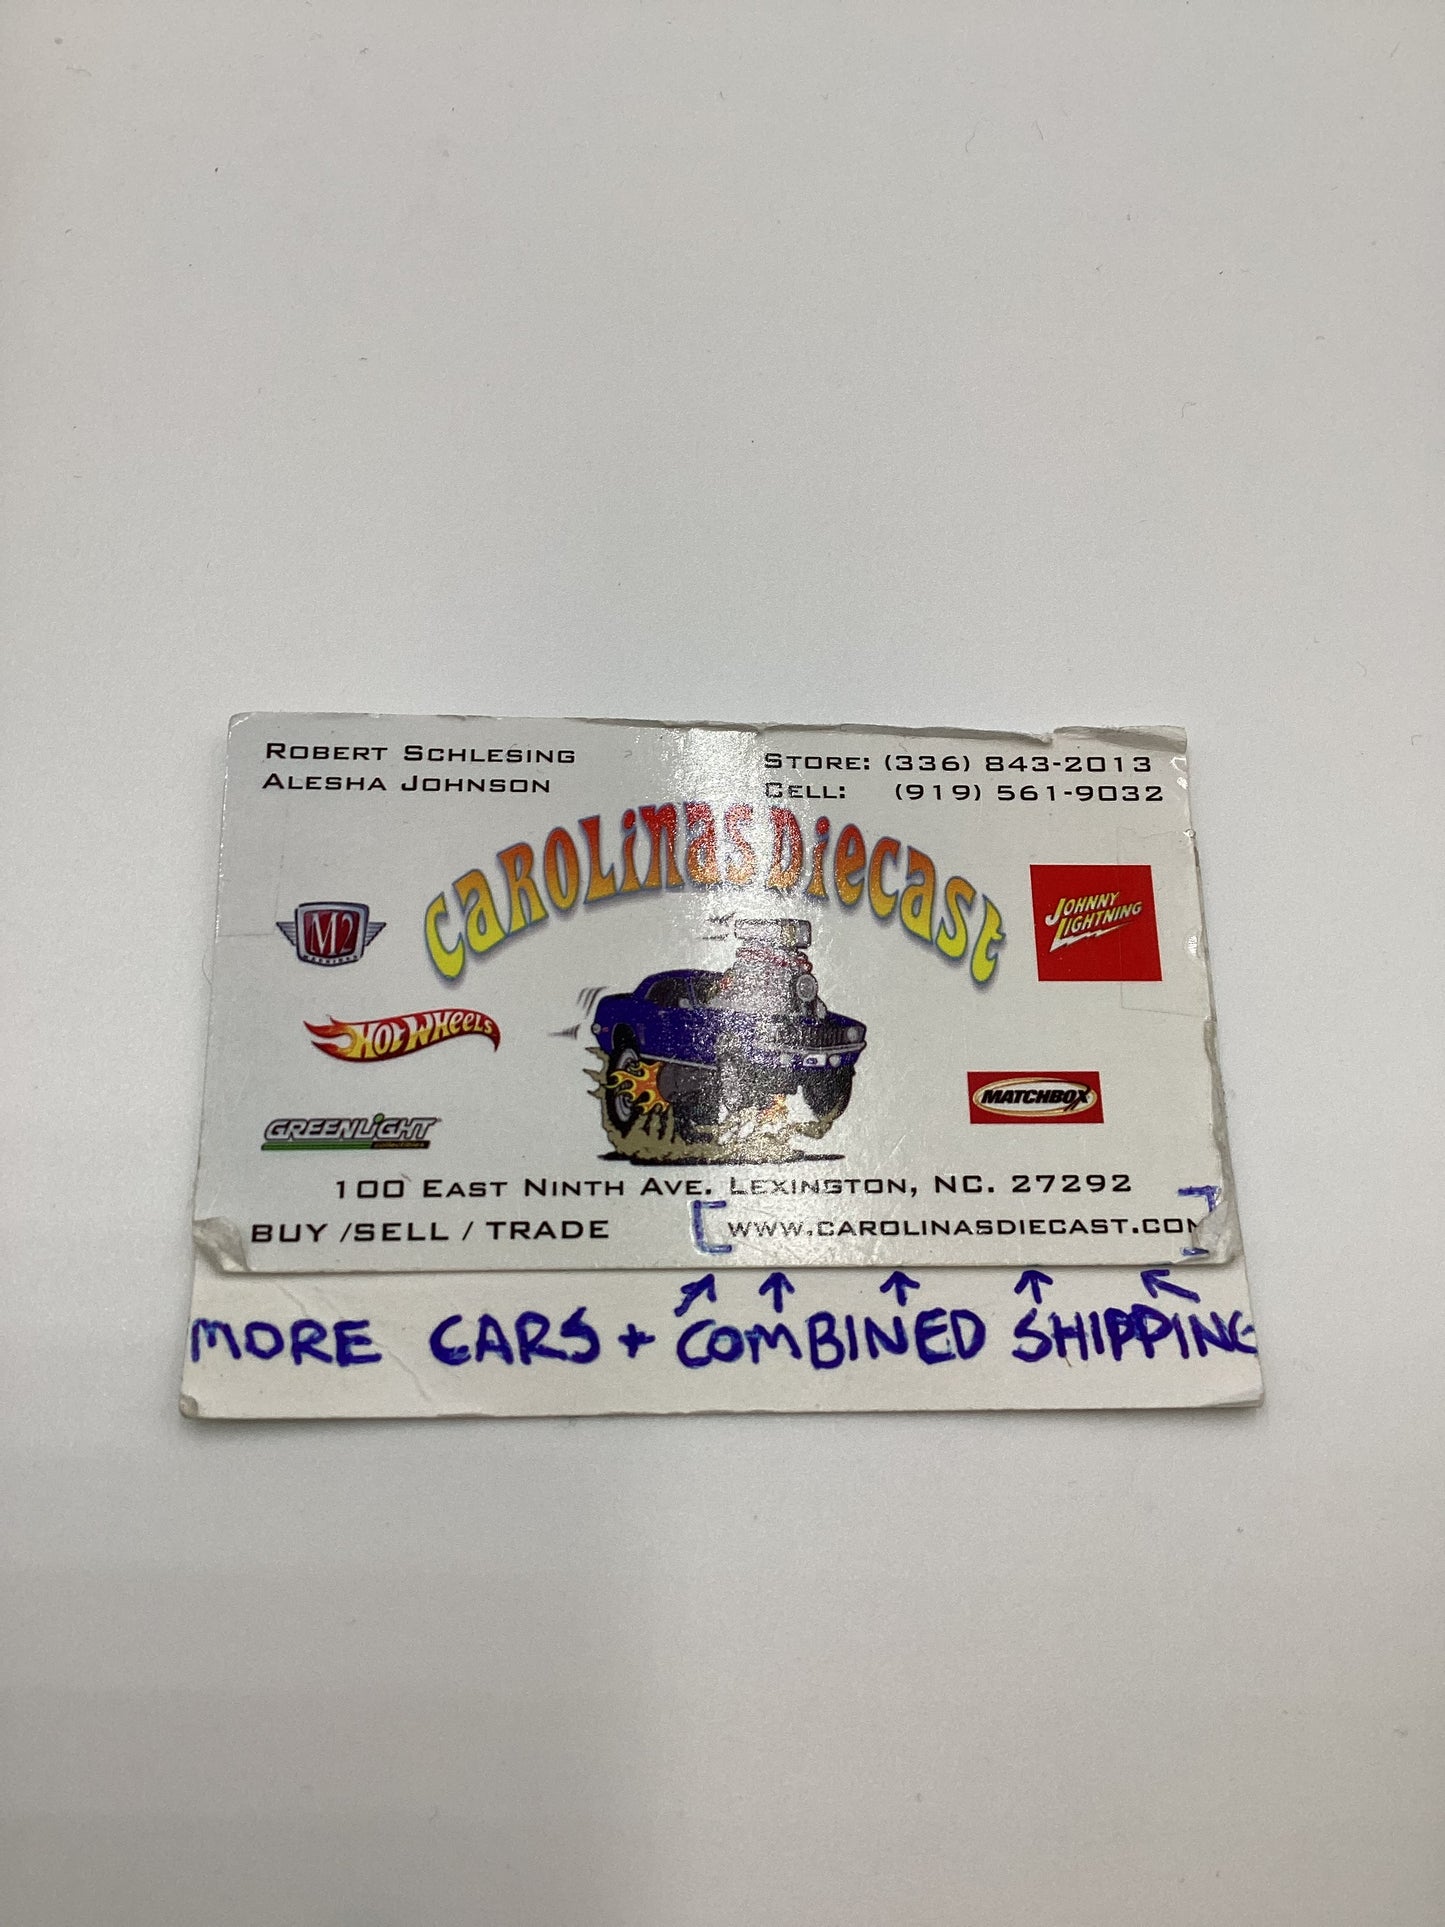 ROBERT SCHLESING
ALESHA JOHNSON
STORE: (336) 843-2013
CELL: (919) 561-9032
CAROLINAS DIECAST
M2
MACHINES
JOHNNY
LIGHTNING
HOT WHEELS
MATCHBOX
GREENLIGHT
100 EAST NINTH AVE. LEXINGTON, NC. 27292
BUY /SELL / TRADE
[WWW.CAROLINASDIECAST.COM]
MORE CARS + COMBINED SHIPPING